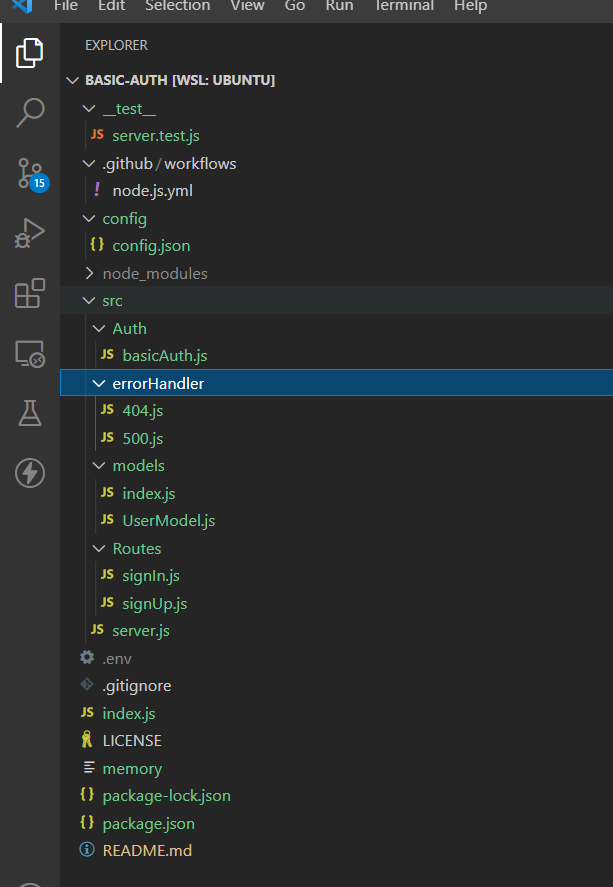 File Edit Selection View Go Run Terminal Help
EXPLORER
BASIC-AUTH [WSL: UBUNTU]
__test__
JS server.test.js
.github/workflows
! node.js.yml
config
{} config.json
node_modules
15
src
Auth
JS basicAuth.js
errorHandler
JS 404.js
JS 500.js
models
JS index.js
JS UserModel.js
Routes
JS signIn.js
JS signUp.js
JS server.js
.env
.gitignore
JS index.js
LICENSE
memory
{} package-lock.json
{} package.json
README.md